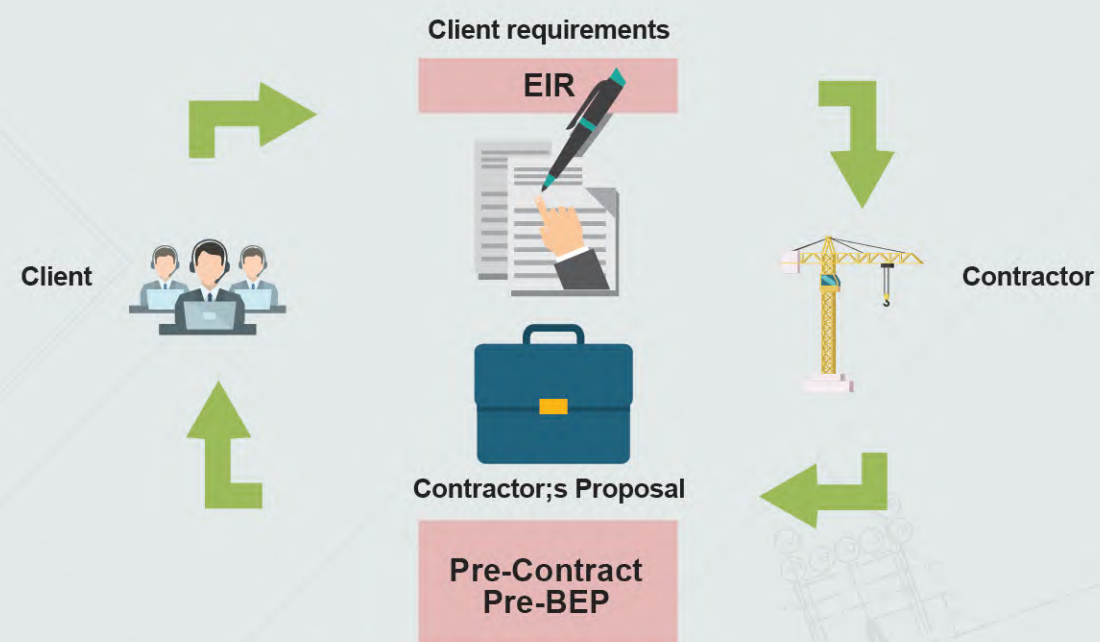 Client requirements
EIR
Client
Contractor
Contractor;s Proposal
Pre-Contract
Pre-BEP